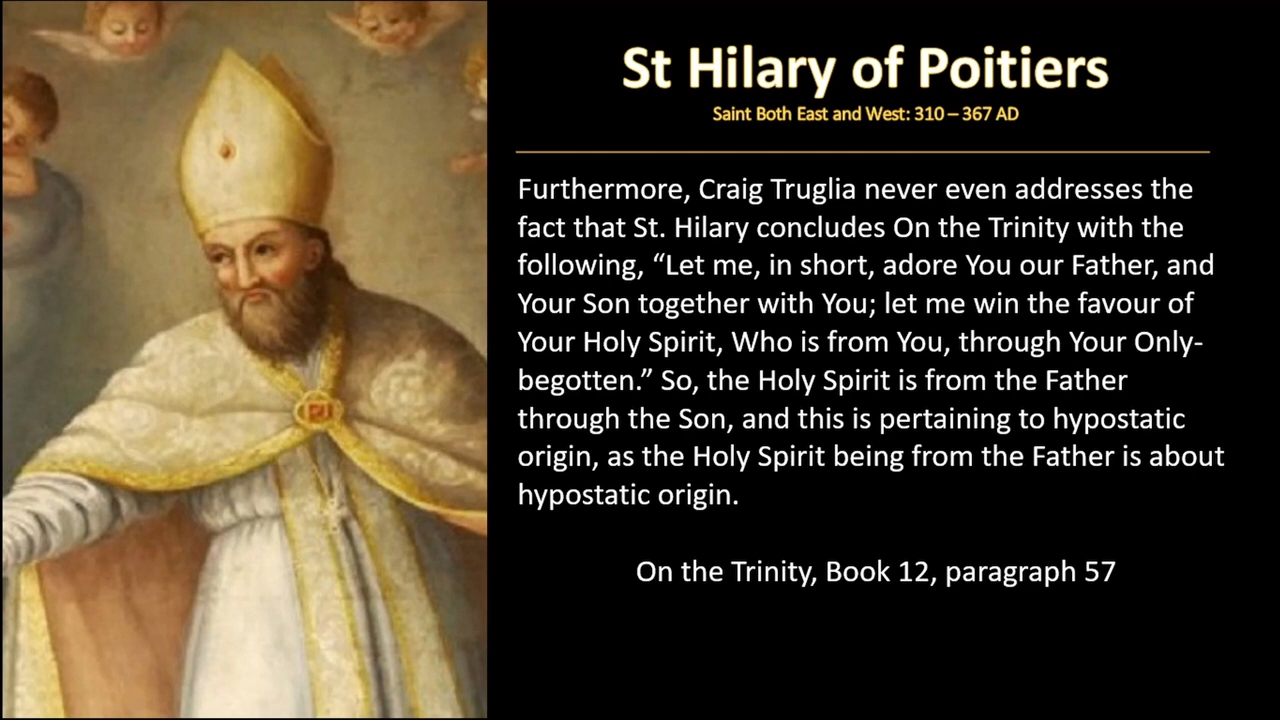 St Hilary of Poitiers
Saint Both East and West: 310 – 367 AD
Furthermore, Craig Truglia never even addresses the
fact that St. Hilary concludes On the Trinity with the
following, “Let me, in short, adore You our Father, and
Your Son together with You; let me win the favour of
Your Holy Spirit, Who is from You, through Your Only-
begotten.” So, the Holy Spirit is from the Father
through the Son, and this is pertaining to hypostatic
origin, as the Holy Spirit being from the Father is about
hypostatic origin.
On the Trinity, Book 12, paragraph 57